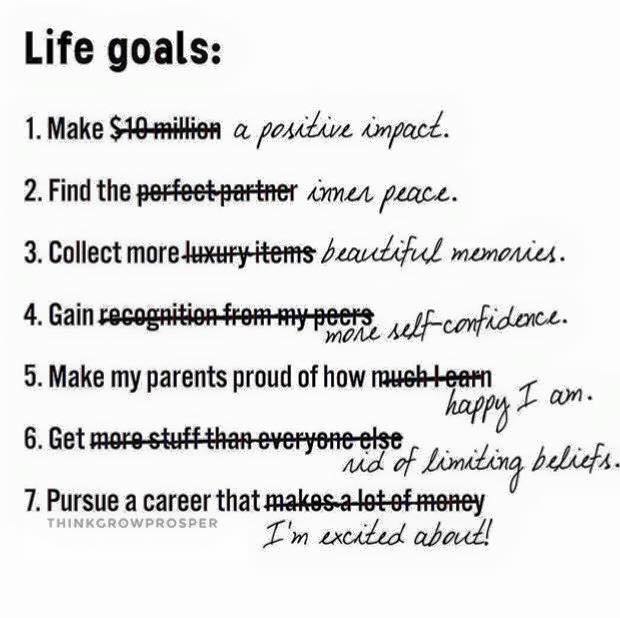 Life goals:
1. Make $10 million a positive impact.
2. Find the perfect partner inner peace.
3. Collect more luxury items beautiful memories.
4. Gain recognition from my peers
more self-confidence.
5. Make my parents proud of how much I earn
happy I am.
6. Get more stuff than everyone else
rid of limiting beliefs.
7. Pursue a career that makes a lot of money
THINKGROWPROSPER
I'm excited about!